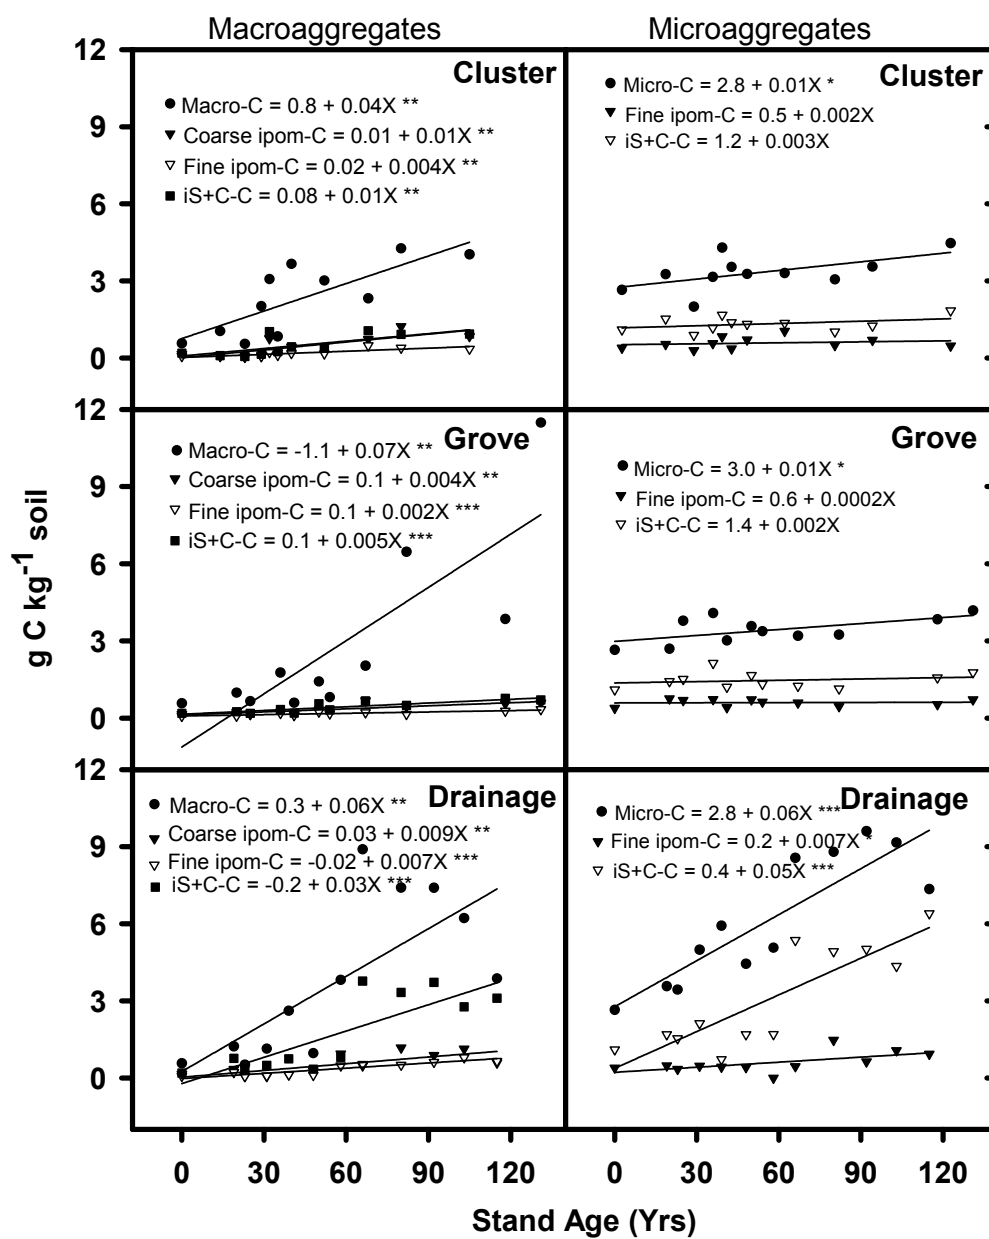 Macroaggregates
Microaggregates
12
9
6
3
0
Cluster
Macro-C = 0.8 + 0.04X **
Coarse ipom-C = 0.01 + 0.01X **
Fine ipom-C = 0.02 + 0.004X **
iS+C-C = 0.08 + 0.01X **
Cluster
Micro-C = 2.8 + 0.01X *
Fine ipom-C = 0.5 + 0.002X
iS+C-C = 1.2 + 0.003X
g C kg-1 soil
12
9
6
3
0
Grove
Macro-C = -1.1 + 0.07X **
Coarse ipom-C = 0.1 + 0.004X **
Fine ipom-C = 0.1 + 0.002X ***
iS+C-C = 0.1 + 0.005X ***
Grove
Micro-C = 3.0 + 0.01X *
Fine ipom-C = 0.6 + 0.0002X
iS+C-C = 1.4 + 0.002X
12
9
6
3
0
Drainage
Macro-C = 0.3 + 0.06X **
Coarse ipom-C = 0.03 + 0.009X **
Fine ipom-C = -0.02 + 0.007X ***
iS+C-C = -0.2 + 0.03X ***
Drainage
Micro-C = 2.8 + 0.06X ***
Fine ipom-C = 0.2 + 0.007X *
iS+C-C = 0.4 + 0.05X ***
0 30 60 90 120
0 30 60 90 120
Stand Age (Yrs)